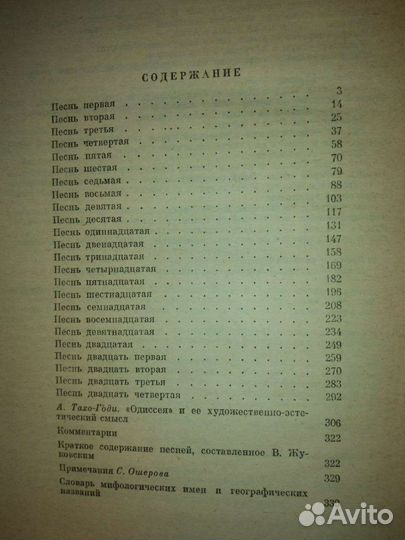 СОДЕРЖАНИЕ
Песнь первая . . . . . . . . . . . . 3
Песнь вторая . . . . . . . . . . . . 14
Песнь третья . . . . . . . . . . . . 25
Песнь четвертая . . . . . . . . . . . . 37
Песнь пятая . . . . . . . . . . . . 58
Песнь шестая . . . . . . . . . . . . 70
Песнь седьмая . . . . . . . . . . . . 79
Песнь восьмая . . . . . . . . . . . . 88
Песнь девятая . . . . . . . . . . . . 103
Песнь десятая . . . . . . . . . . . . 117
Песнь одиннадцатая . . . . . . . . . . 131
Песнь двенадцатая . . . . . . . . . . 147
Песнь тринадцатая . . . . . . . . . . 158
Песнь четырнадцатая . . . . . . . . . . 169
Песнь пятнадцатая . . . . . . . . . . 182
Песнь шестнадцатая . . . . . . . . . . 196
Песнь семнадцатая . . . . . . . . . . 208
Песнь восемнадцатая . . . . . . . . . . 223
Песнь девятнадцатая . . . . . . . . . . 234
Песнь двадцатая . . . . . . . . . . 249
Песнь двадцать первая . . . . . . . . 259
Песнь двадцать вторая . . . . . . . . 270
Песнь двадцать третья . . . . . . . . 283
Песнь двадцать четвертая . . . . . . . . 292
А. Тахо-Годи. «Одиссея» и ее художественно-эсте-
тический смысл 306
Комментарии 322
Краткое содержание песней, составленное В. Жу-
ковским 322
Примечания С. Ошерова 329
Словарь мифологических имен и географических
названий
Avito